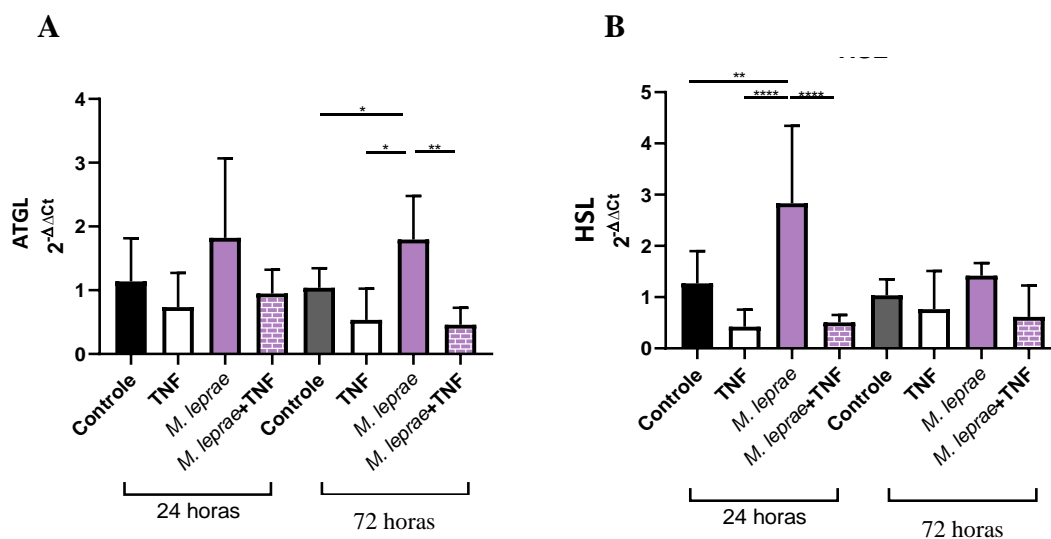 A
ATGL
2^-ΔΔCt
4
3
2
1
0
*
*
**
Controle
TNF
M. leprae
M. leprae+TNF
Controle
TNF
M. leprae
M. leprae+TNF
24 horas
72 horas
B
HSL
2^-ΔΔCt
5
4
3
2
1
0
**
****
****
Controle
TNF
M. leprae
M. leprae+TNF
Controle
TNF
M. leprae
M. leprae+TNF
24 horas
72 horas